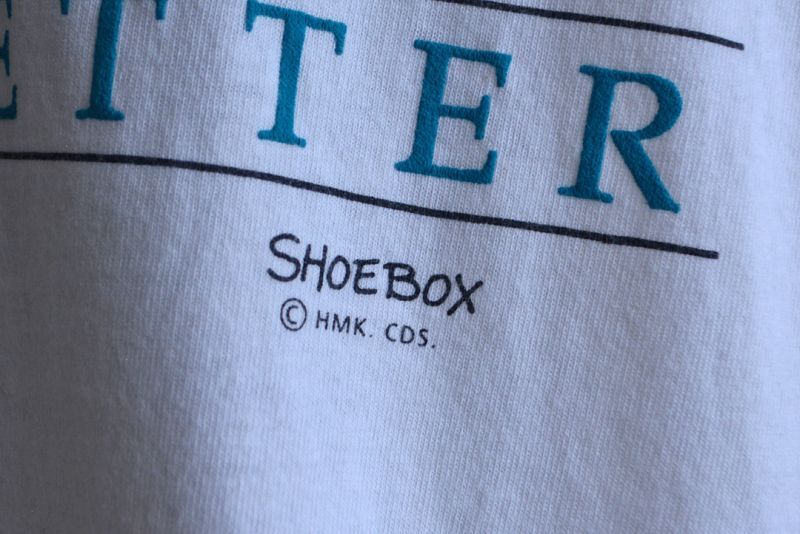 ETTER
SHOEBOX
© HMK. CDS.